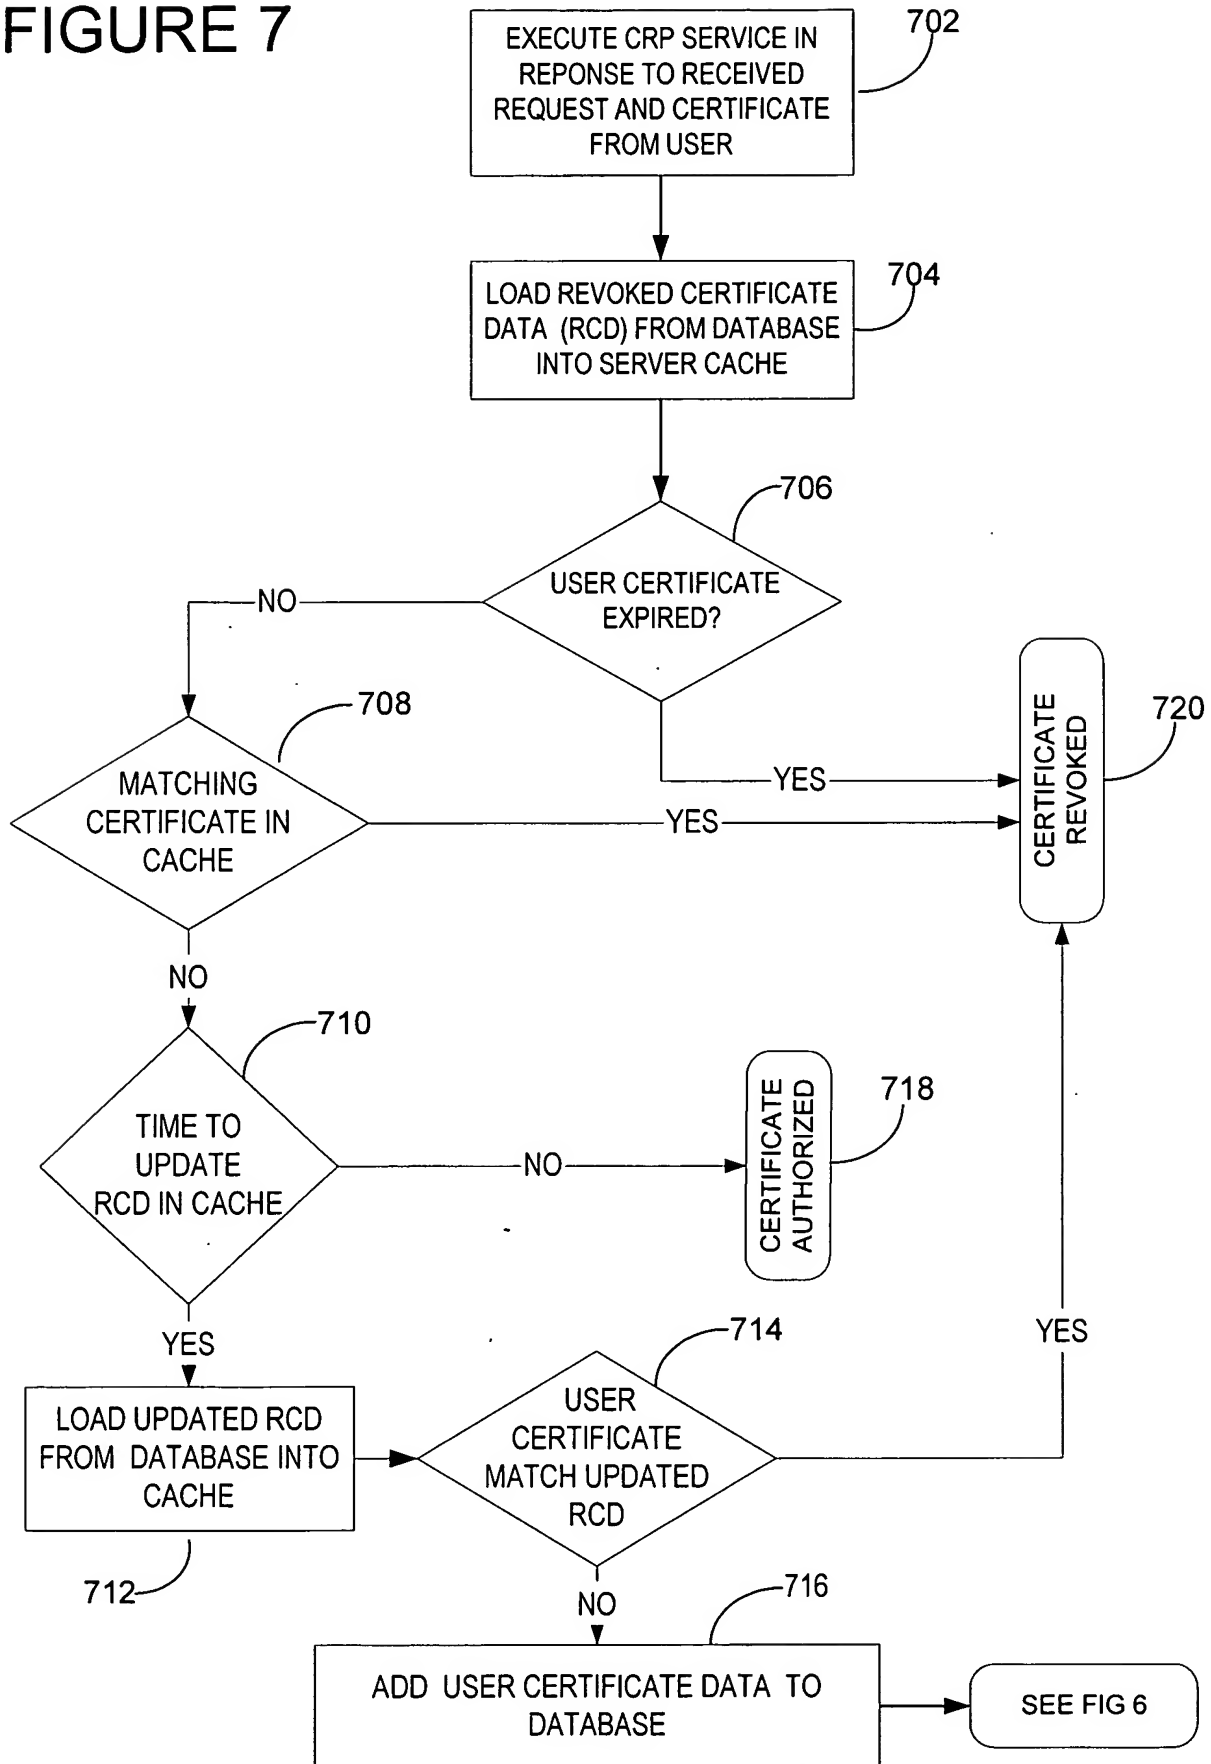 FIGURE 7
702
EXECUTE CRP SERVICE IN
REPONSE TO RECEIVED
REQUEST AND CERTIFICATE
FROM USER
704
LOAD REVOKED CERTIFICATE
DATA (RCD) FROM DATABASE
INTO SERVER CACHE
706
USER CERTIFICATE
EXPIRED?
NO
YES
708
MATCHING
CERTIFICATE IN
CACHE
YES
720
CERTIFICATE
REVOKED
NO
710
TIME TO
UPDATE
RCD IN CACHE
NO
718
CERTIFICATE
AUTHORIZED
YES
LOAD UPDATED RCD
FROM DATABASE INTO
CACHE
712
714
USER
CERTIFICATE
MATCH UPDATED
RCD
YES
NO
716
ADD USER CERTIFICATE DATA TO
DATABASE
SEE FIG 6